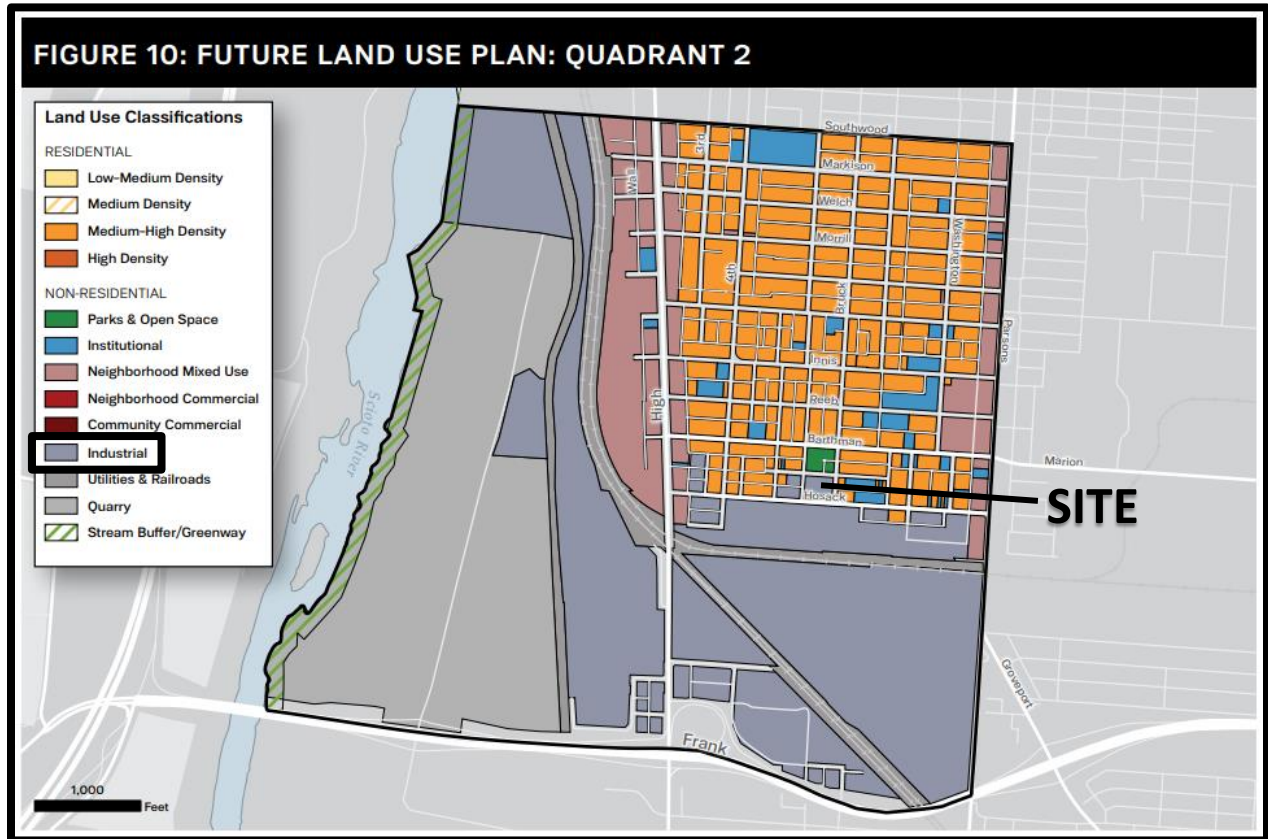 FIGURE 10: FUTURE LAND USE PLAN: QUADRANT 2
Land Use Classifications
RESIDENTIAL
Low-Medium Density
Medium Density
Medium-High Density
High Density
NON-RESIDENTIAL
Parks & Open Space
Institutional
Neighborhood Mixed Use
Neighborhood Commercial
Community Commercial
Industrial
Utilities & Railroads
Quarry
Stream Buffer/Greenway
Southwood
3rd
Markison
Wall
Welch
Washington
Morrill
4th
Bruck
Parsons
Innis
Reeb
High
Scioto River
Barthman
Marion
Hosack
SITE
Groveport
Frank
1,000
Feet